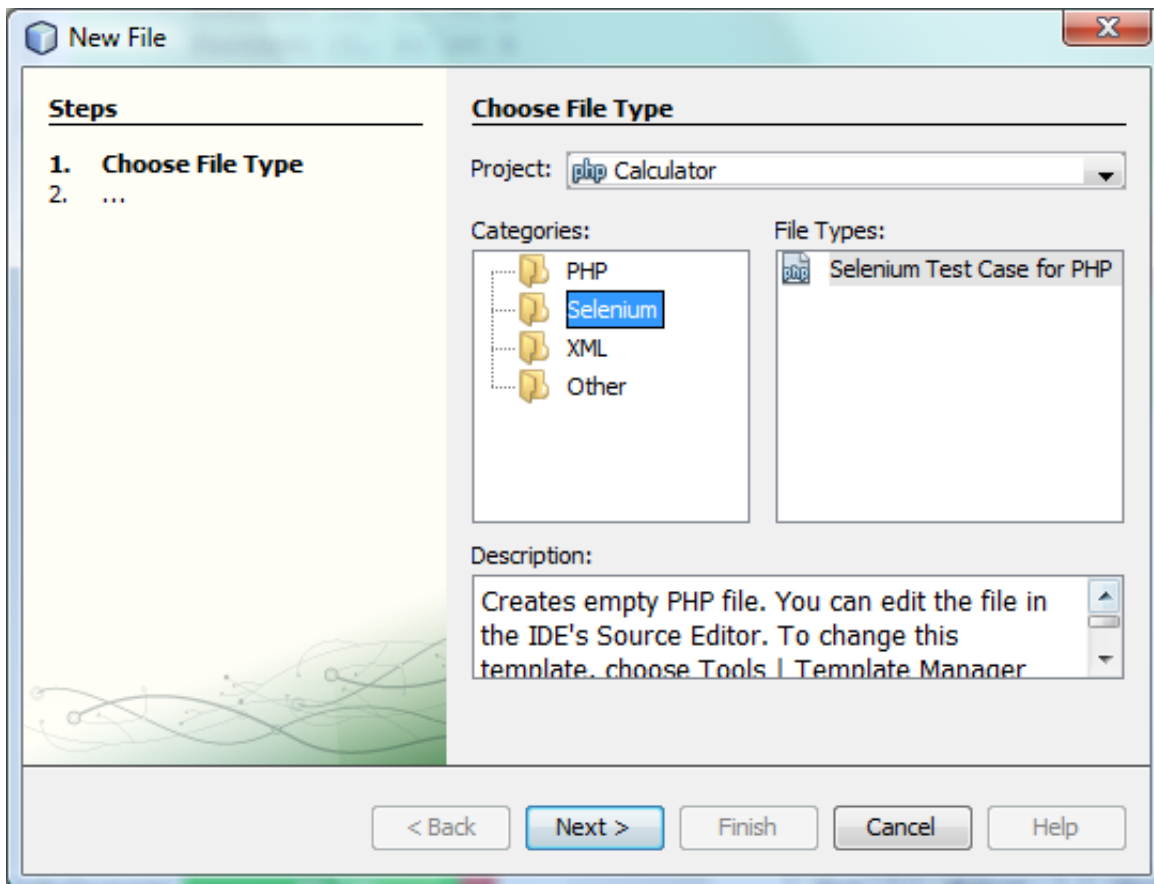 New File
X
Steps
1. Choose File Type
2. ...
Choose File Type
Project: php Calculator
Categories:
PHP
Selenium
XML
Other
File Types:
php Selenium Test Case for PHP
Description:
Creates empty PHP file. You can edit the file in
the IDE's Source Editor. To change this
template, choose Tools | Template Manager
< Back Next > Finish Cancel Help